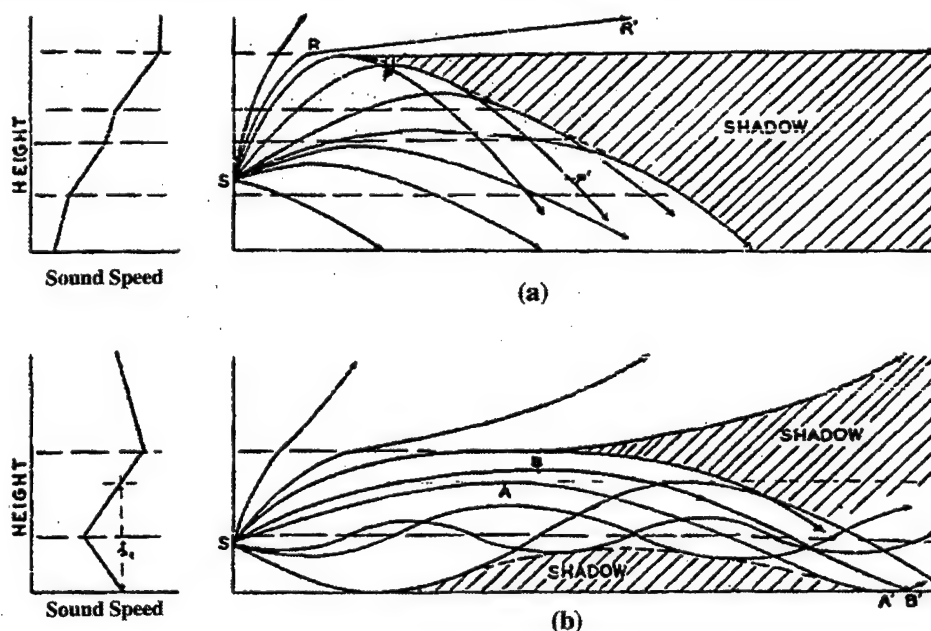 HEIGHT
Sound Speed
S
R
R'
SHADOW
(a)
HEIGHT
Sound Speed
S
B
A
SHADOW
SHADOW
A' B'
(b)